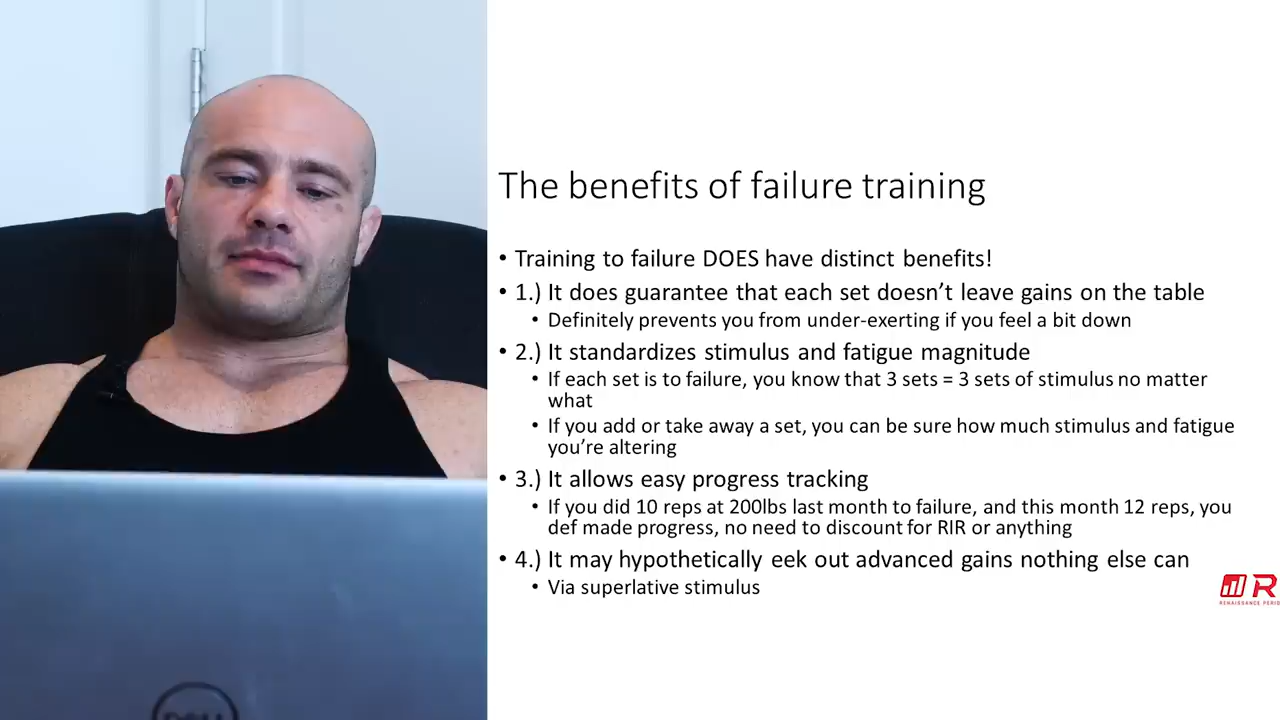 The benefits of failure training
• Training to failure DOES have distinct benefits!
• 1.) It does guarantee that each set doesn’t leave gains on the table
• Definitely prevents you from under-exerting if you feel a bit down
• 2.) It standardizes stimulus and fatigue magnitude
• If each set is to failure, you know that 3 sets = 3 sets of stimulus no matter
what
• If you add or take away a set, you can be sure how much stimulus and fatigue
you’re altering
• 3.) It allows easy progress tracking
• If you did 10 reps at 200lbs last month to failure, and this month 12 reps, you
def made progress, no need to discount for RIR or anything
• 4.) It may hypothetically eek out advanced gains nothing else can
• Via superlative stimulus
R
RENAISSANCE PERIO
DELL